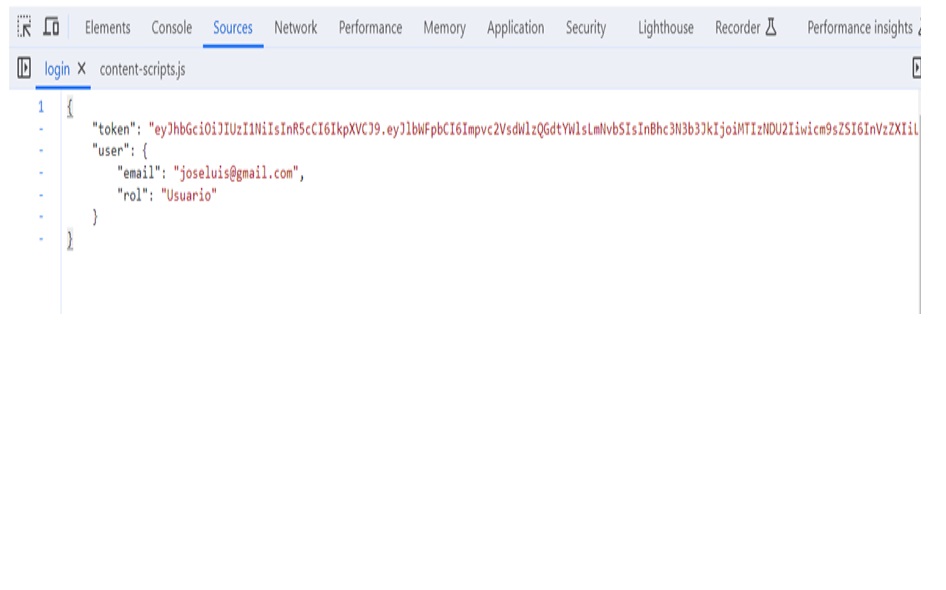 Elements Console Sources Network Performance Memory Application Security Lighthouse Recorder Performance insights
login X content-scripts.js
1 {
- "token": "eyJhbGciOiJIUzI1NiIsInR5cCI6IkpXVCJ9.eyJlbWFpbCI6Impvc2VsdWlzQGdtYWlsLmNvbSIsInBhc3N3b3JkIjoiMTIzNDU2Iiwicm9sZSI6InVzZXIiL
- "user": {
- "email": "joseluis@gmail.com",
- "rol": "Usuario"
- }
- }